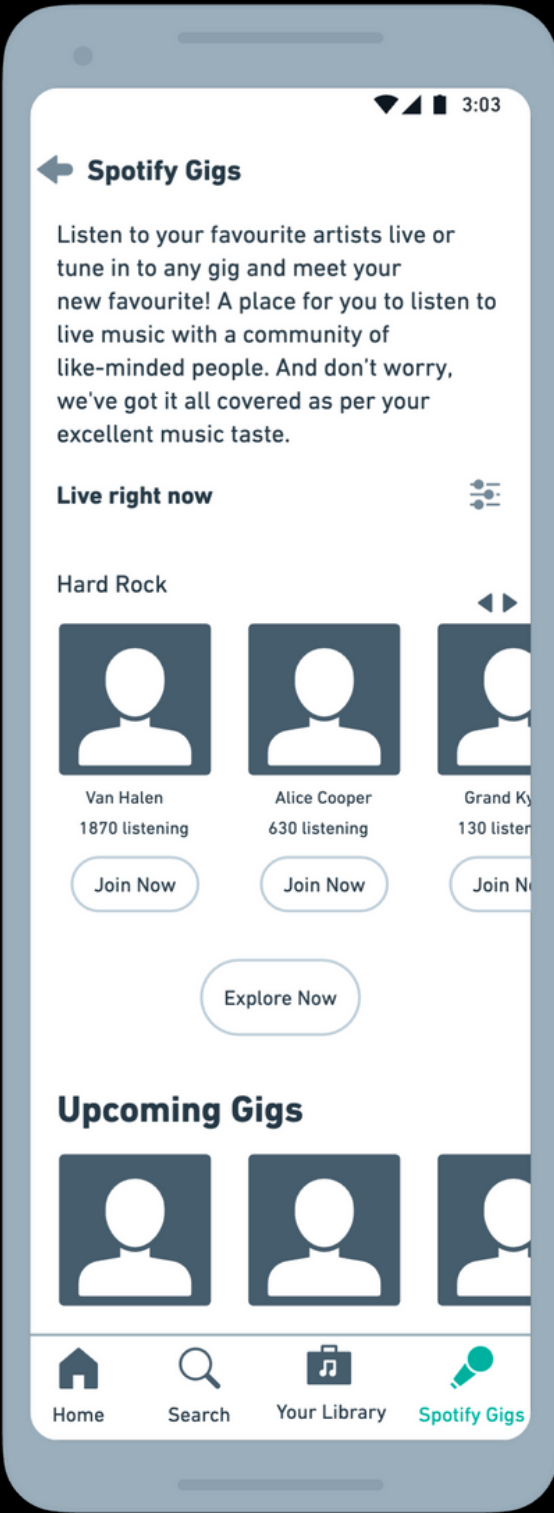 3:03
Spotify Gigs
Listen to your favourite artists live or
tune in to any gig and meet your
new favourite! A place for you to listen to
live music with a community of
like-minded people. And don't worry,
we've got it all covered as per your
excellent music taste.
Live right now
Hard Rock
Van Halen Alice Cooper Grand Ky
1870 listening 630 listening 130 lister
Join Now Join Now Join N
Explore Now
Upcoming Gigs
Home Search Your Library Spotify Gigs